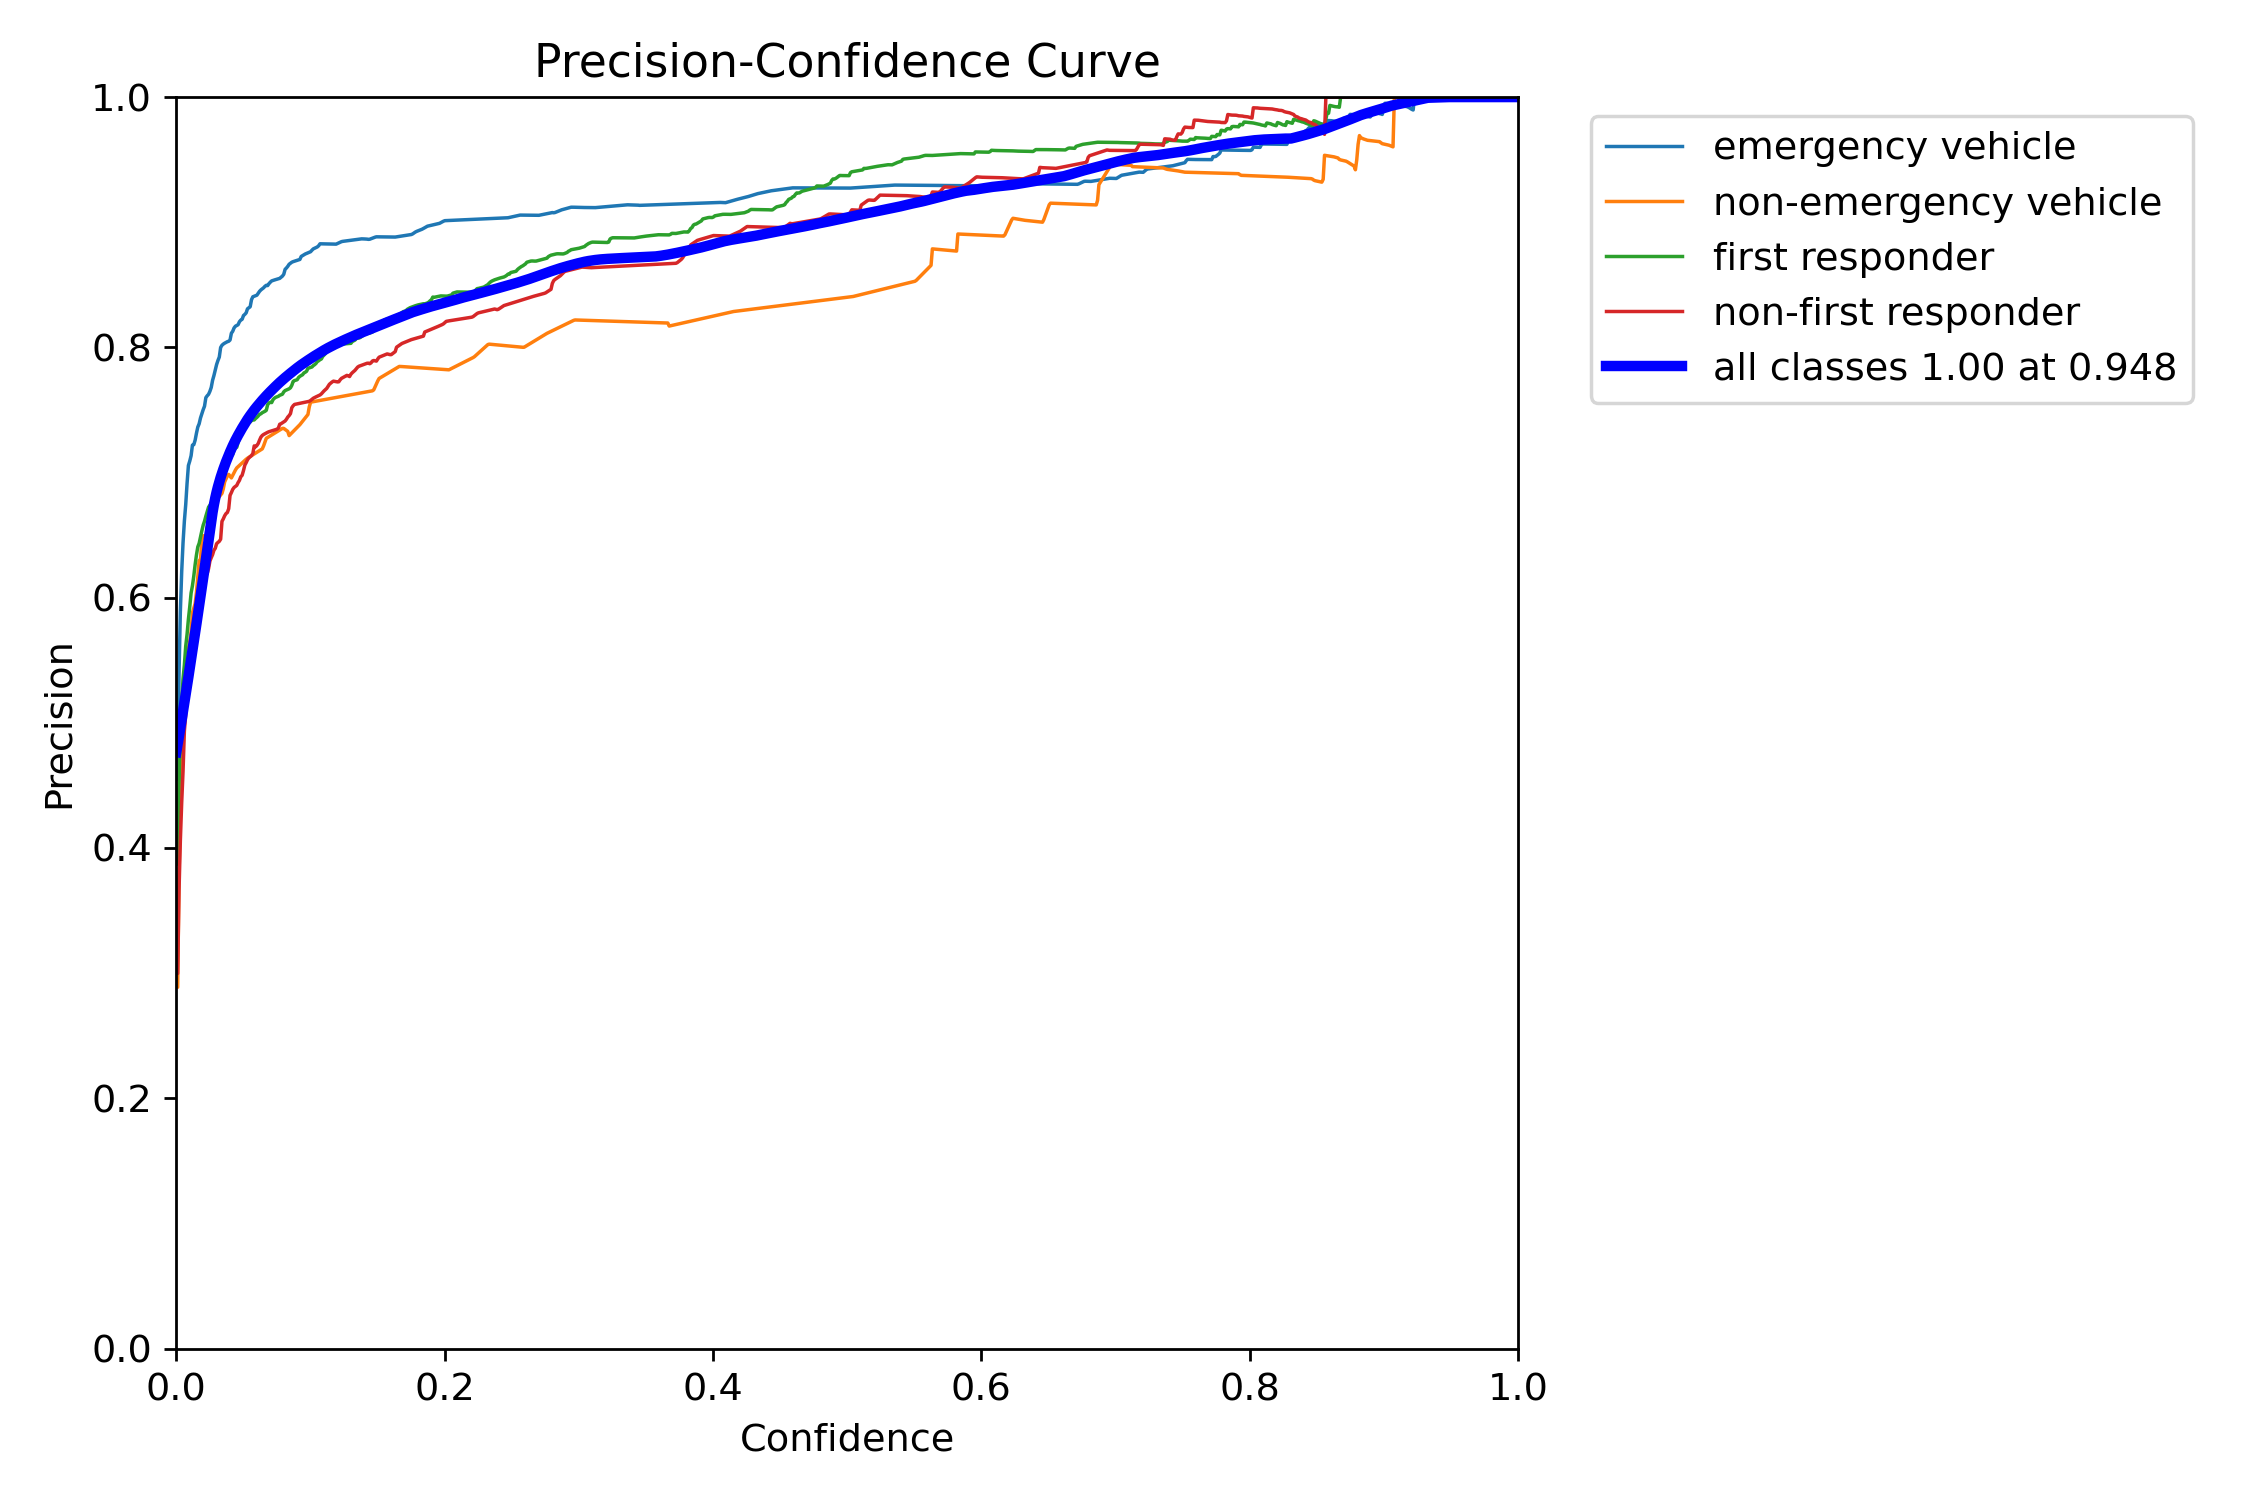 Precision-Confidence Curve
1.0
0.8
0.6
0.4
0.2
0.0
Precision
0.0 0.2 0.4 0.6 0.8 1.0
Confidence
emergency vehicle
non-emergency vehicle
first responder
non-first responder
all classes 1.00 at 0.948